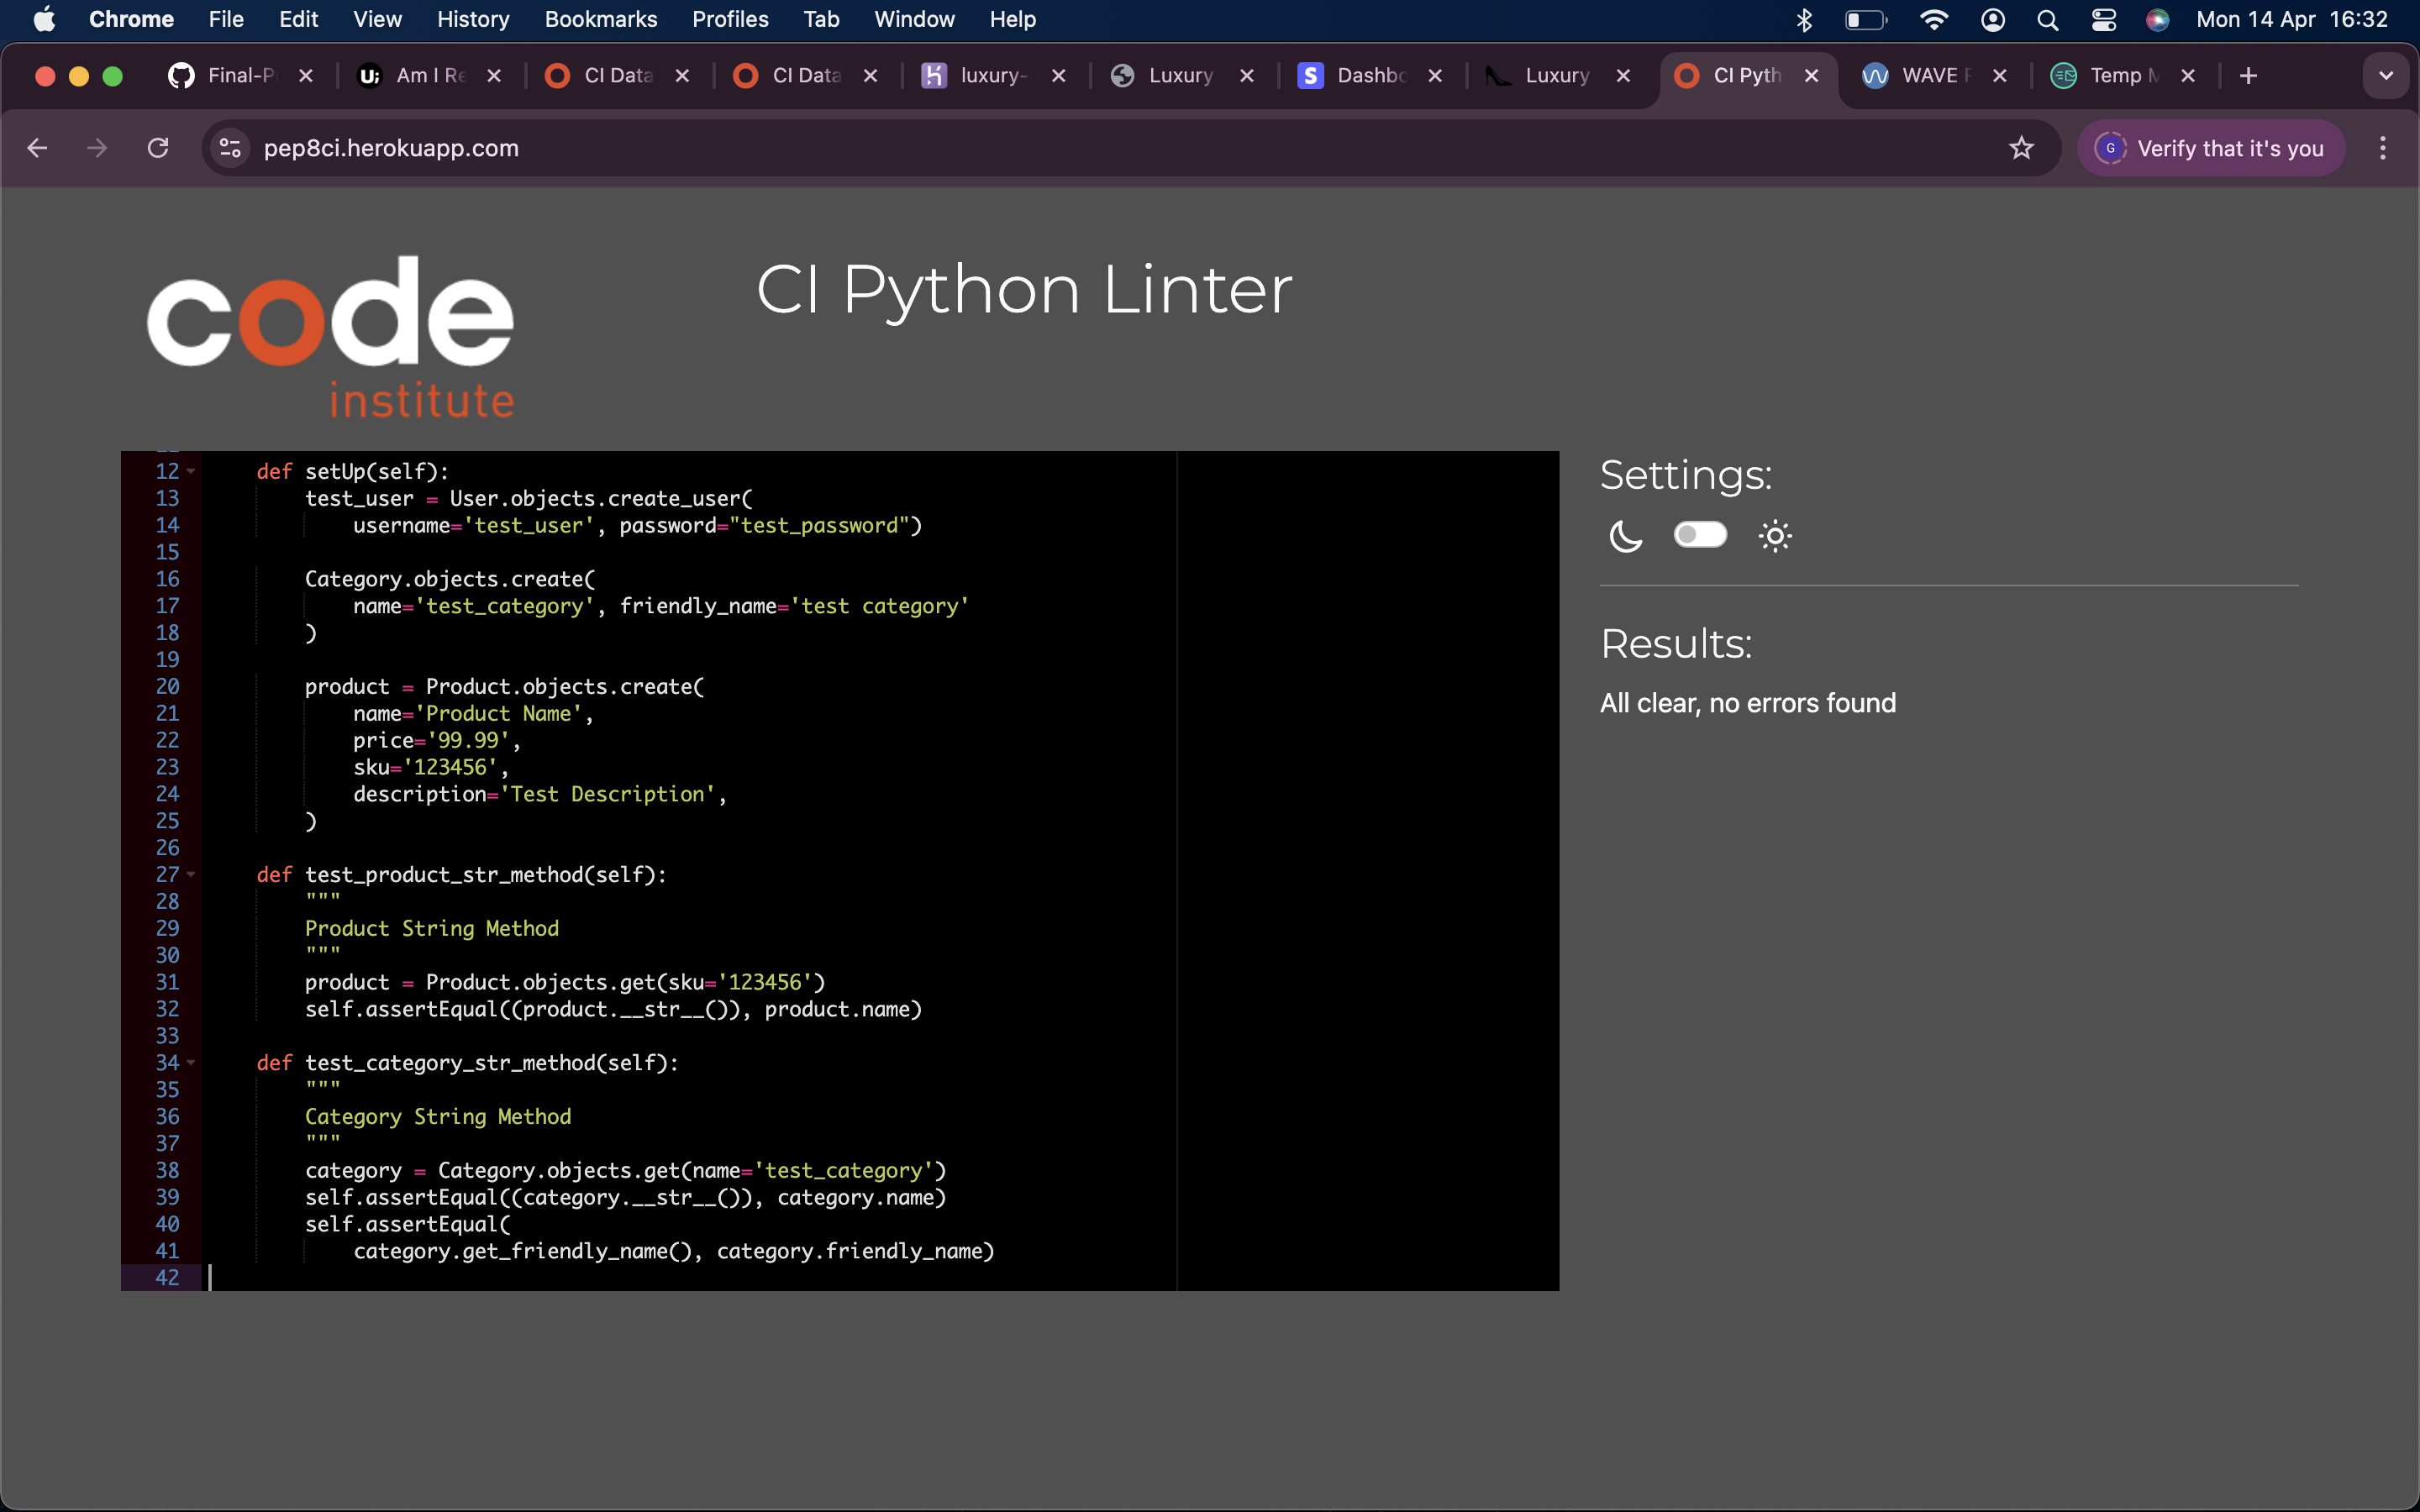 Chrome File Edit View History Bookmarks Profiles Tab Window Help Mon 14 Apr 16:32
Final-P Am I Re CI Data CI Data luxury- Luxury Dashbo Luxury CI Pyth WAVE Temp M
pep8ci.herokuapp.com Verify that it's you
code institute
CI Python Linter
12 def setUp(self):
13 test_user = User.objects.create_user(
14 username='test_user', password="test_password")
15
16 Category.objects.create(
17 name='test_category', friendly_name='test category'
18 )
19
20 product = Product.objects.create(
21 name='Product Name',
22 price='99.99',
23 sku='123456',
24 description='Test Description',
25 )
26
27 def test_product_str_method(self):
28 """
29 Product String Method
30 """
31 product = Product.objects.get(sku='123456')
32 self.assertEqual((product.__str__()), product.name)
33
34 def test_category_str_method(self):
35 """
36 Category String Method
37 """
38 category = Category.objects.get(name='test_category')
39 self.assertEqual((category.__str__()), category.name)
40 self.assertEqual(
41 category.get_friendly_name(), category.friendly_name)
42
Settings:
Results:
All clear, no errors found